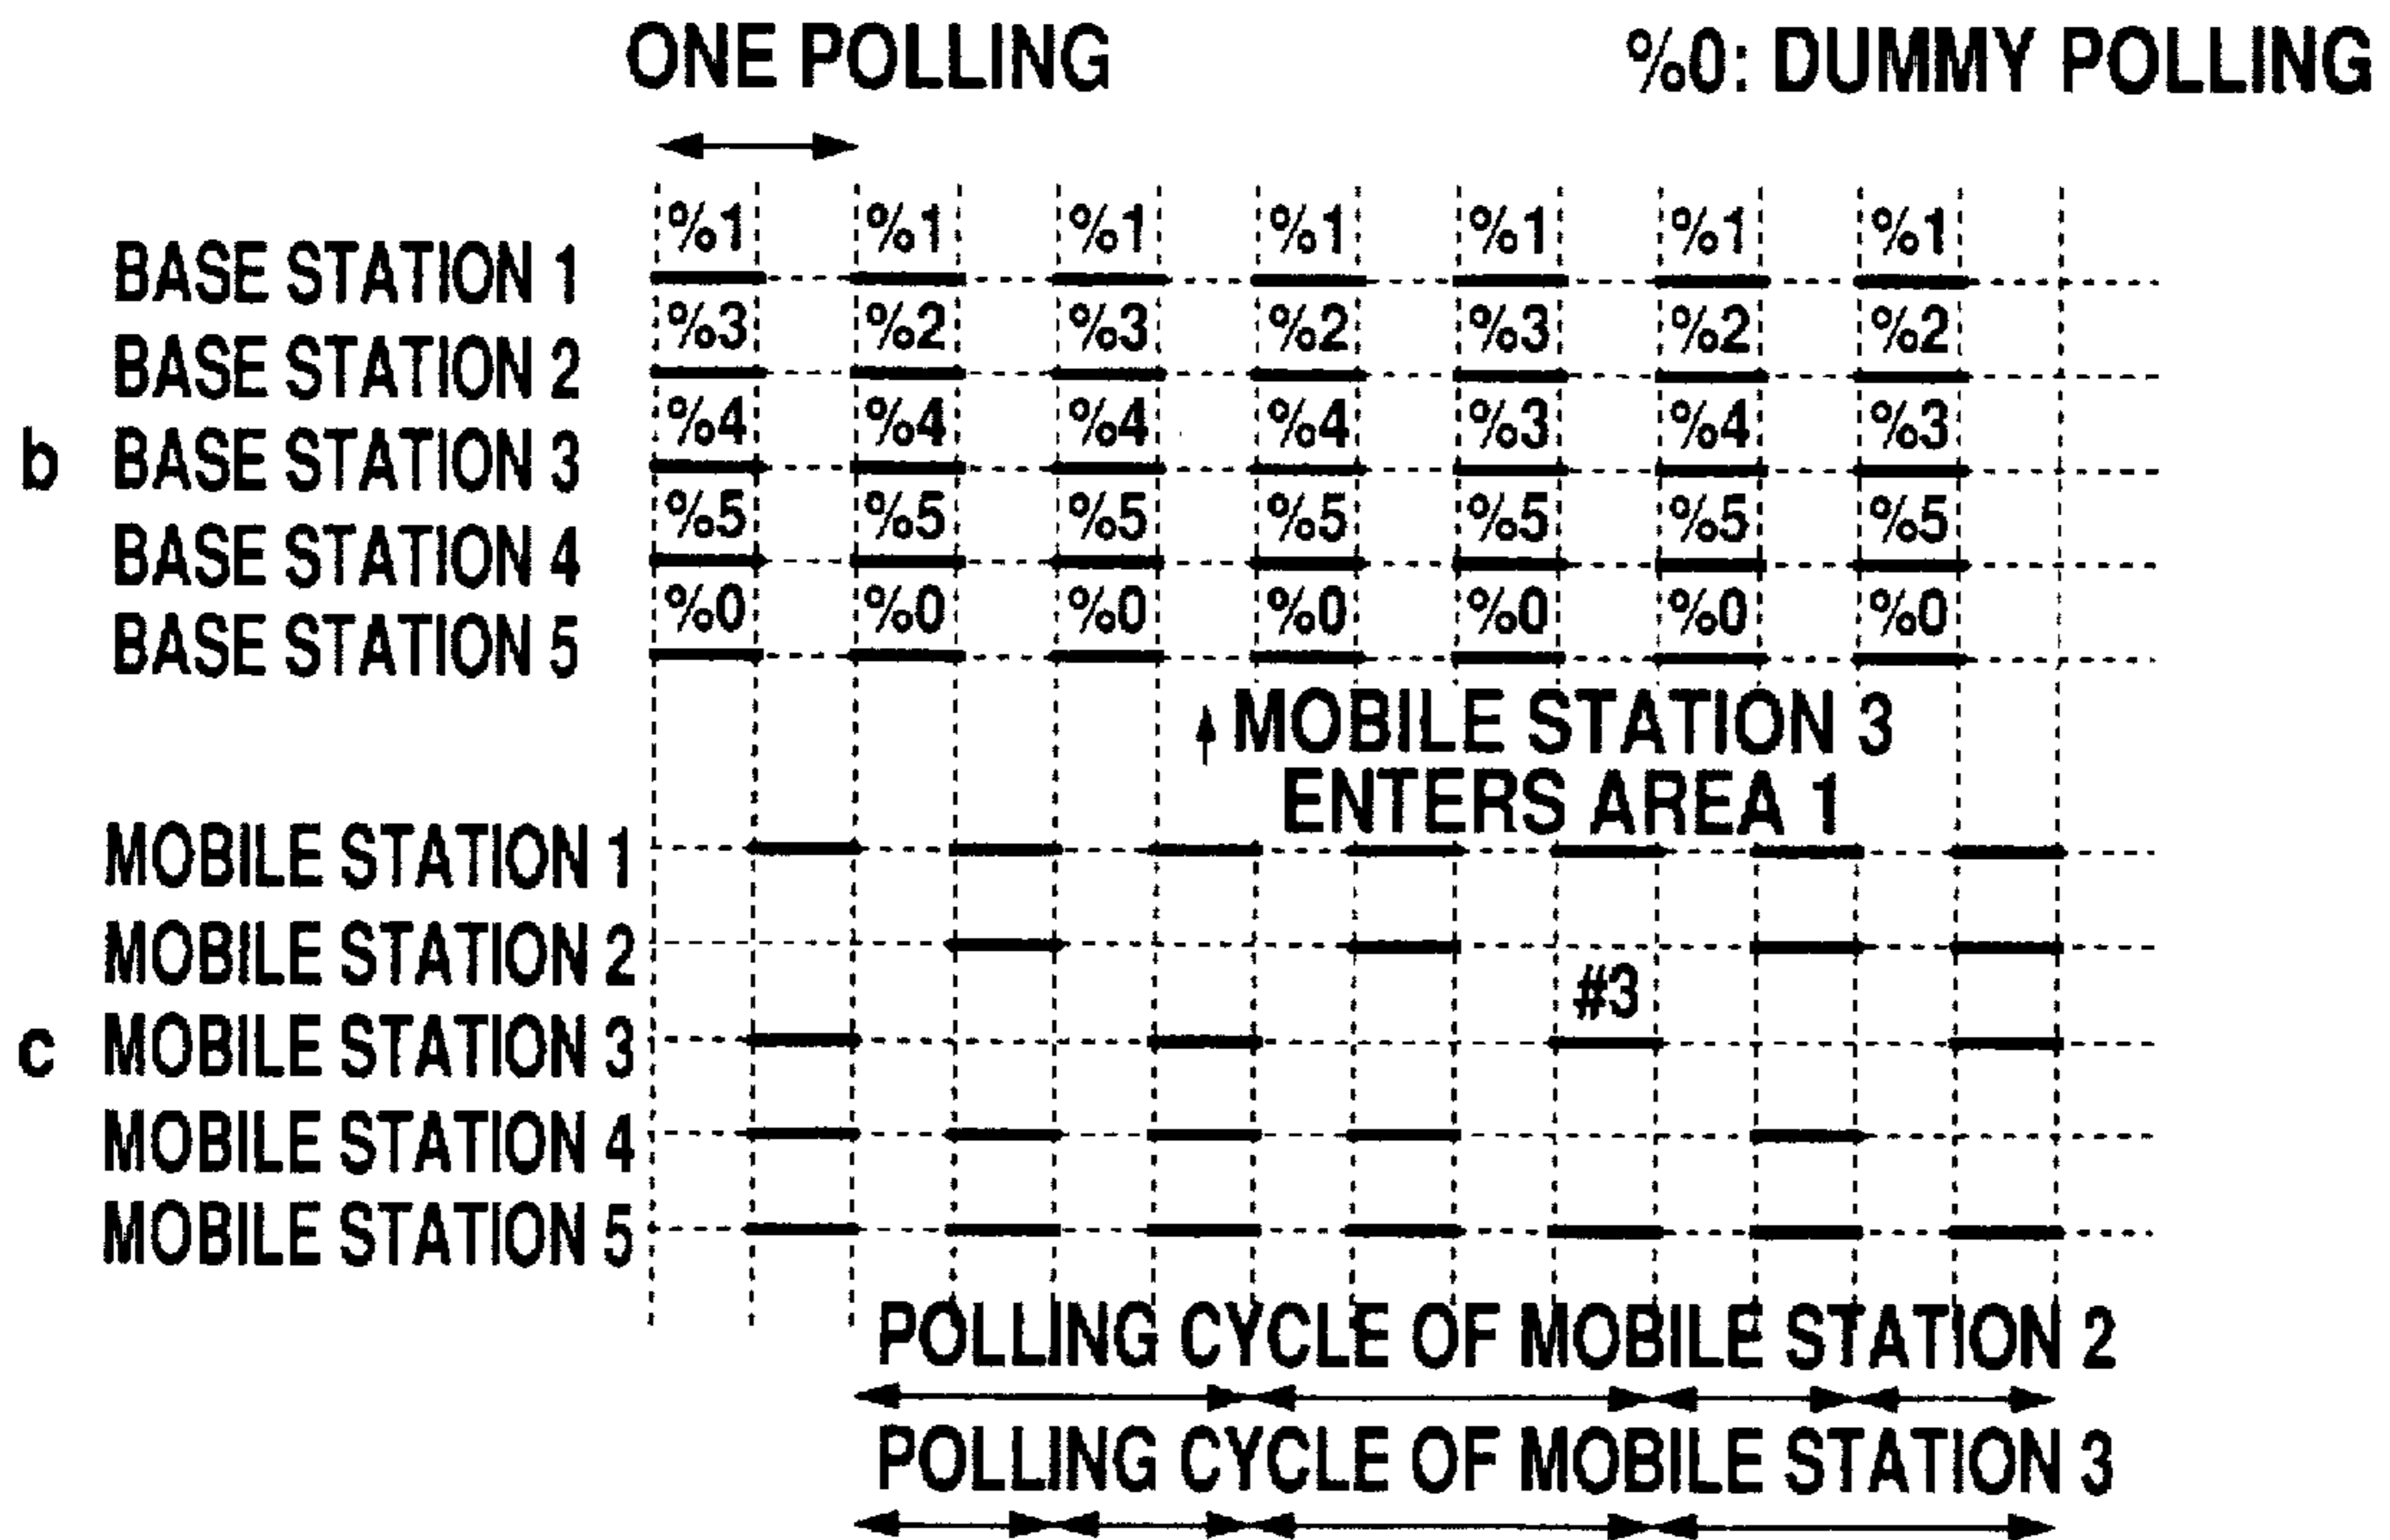 ONE POLLING
%0: DUMMY POLLING
%1 %1 %1 %1 %1 %1 %1
BASE STATION 1
%3 %2 %3 %2 %3 %2 %2
BASE STATION 2
%4 %4 %4 %4 %3 %4 %3
b BASE STATION 3
%5 %5 %5 %5 %5 %5 %5
BASE STATION 4
%0 %0 %0 %0 %0 %0 %0
BASE STATION 5
MOBILE STATION 3
ENTERS AREA 1
MOBILE STATION 1
MOBILE STATION 2
#3
c MOBILE STATION 3
MOBILE STATION 4
MOBILE STATION 5
POLLING CYCLE OF MOBILE STATION 2
POLLING CYCLE OF MOBILE STATION 3